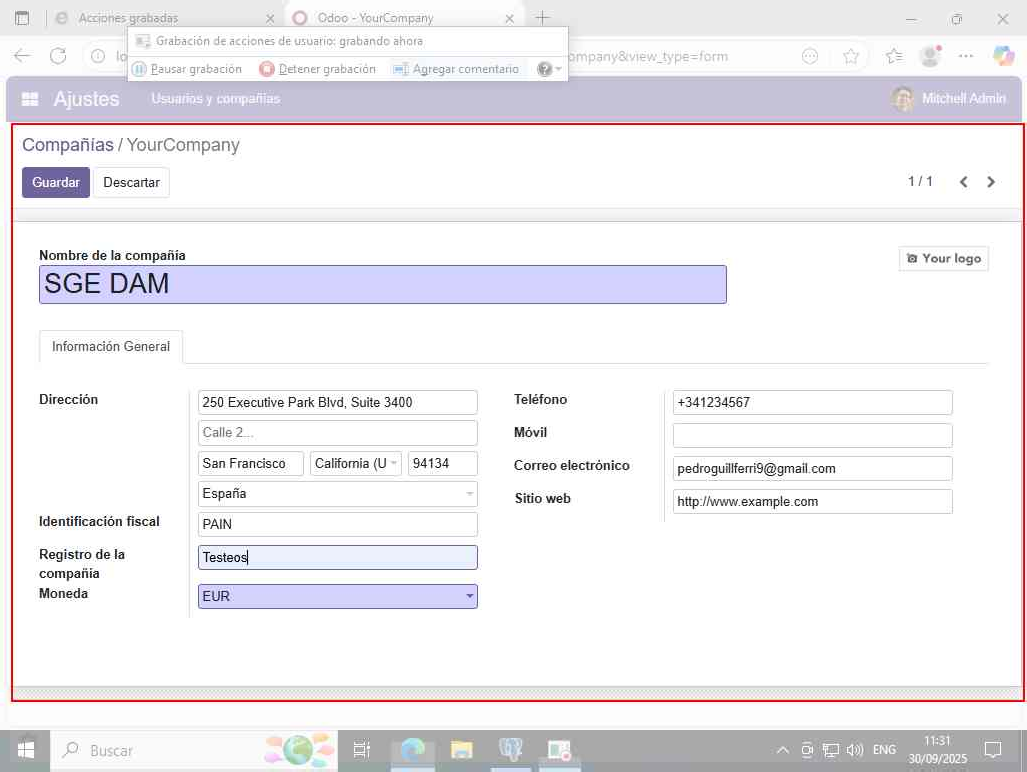 Acciones grabadas
Odoo - YourCompany
Grabación de acciones de usuario: grabando ahora
Pausar grabación
Detener grabación
Agregar comentario
ompany&view_type=form
Ajustes
Usuarios y compañías
Mitchell Admin
Compañías / YourCompany
Guardar
Descartar
1 / 1
Nombre de la compañía
Your logo
SGE DAM
Información General
Dirección
250 Executive Park Blvd, Suite 3400
Calle 2...
San Francisco
California (U
94134
España
Identificación fiscal
PAIN
Registro de la
compañía
Testeos
Moneda
EUR
Teléfono
+341234567
Móvil
Correo electrónico
pedroguillferri9@gmail.com
Sitio web
http://www.example.com
Buscar
ENG
11:31
30/09/2025